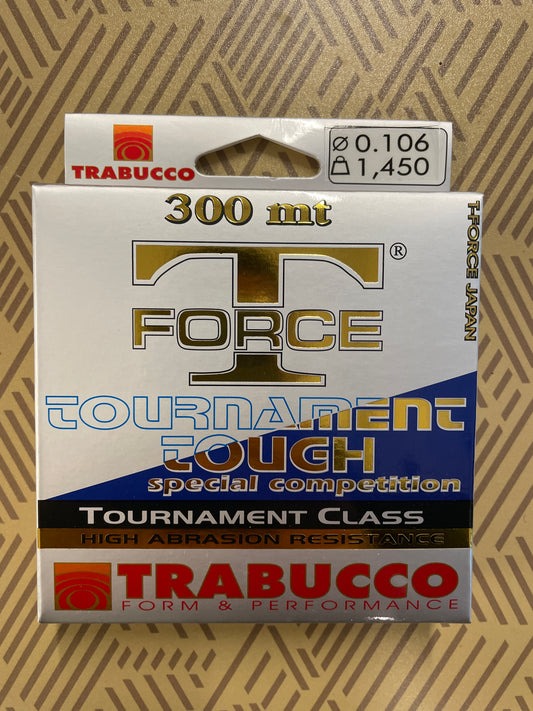 TRABUCCO
Ø 0.106
1,450
300 mt
T ®
FORCE
T-FORCE JAPAN
TOURNAMENT
TOUGH
special competition
TOURNAMENT CLASS
HIGH ABRASION RESISTANCE
TRABUCCO
FORM & PERFORMANCE